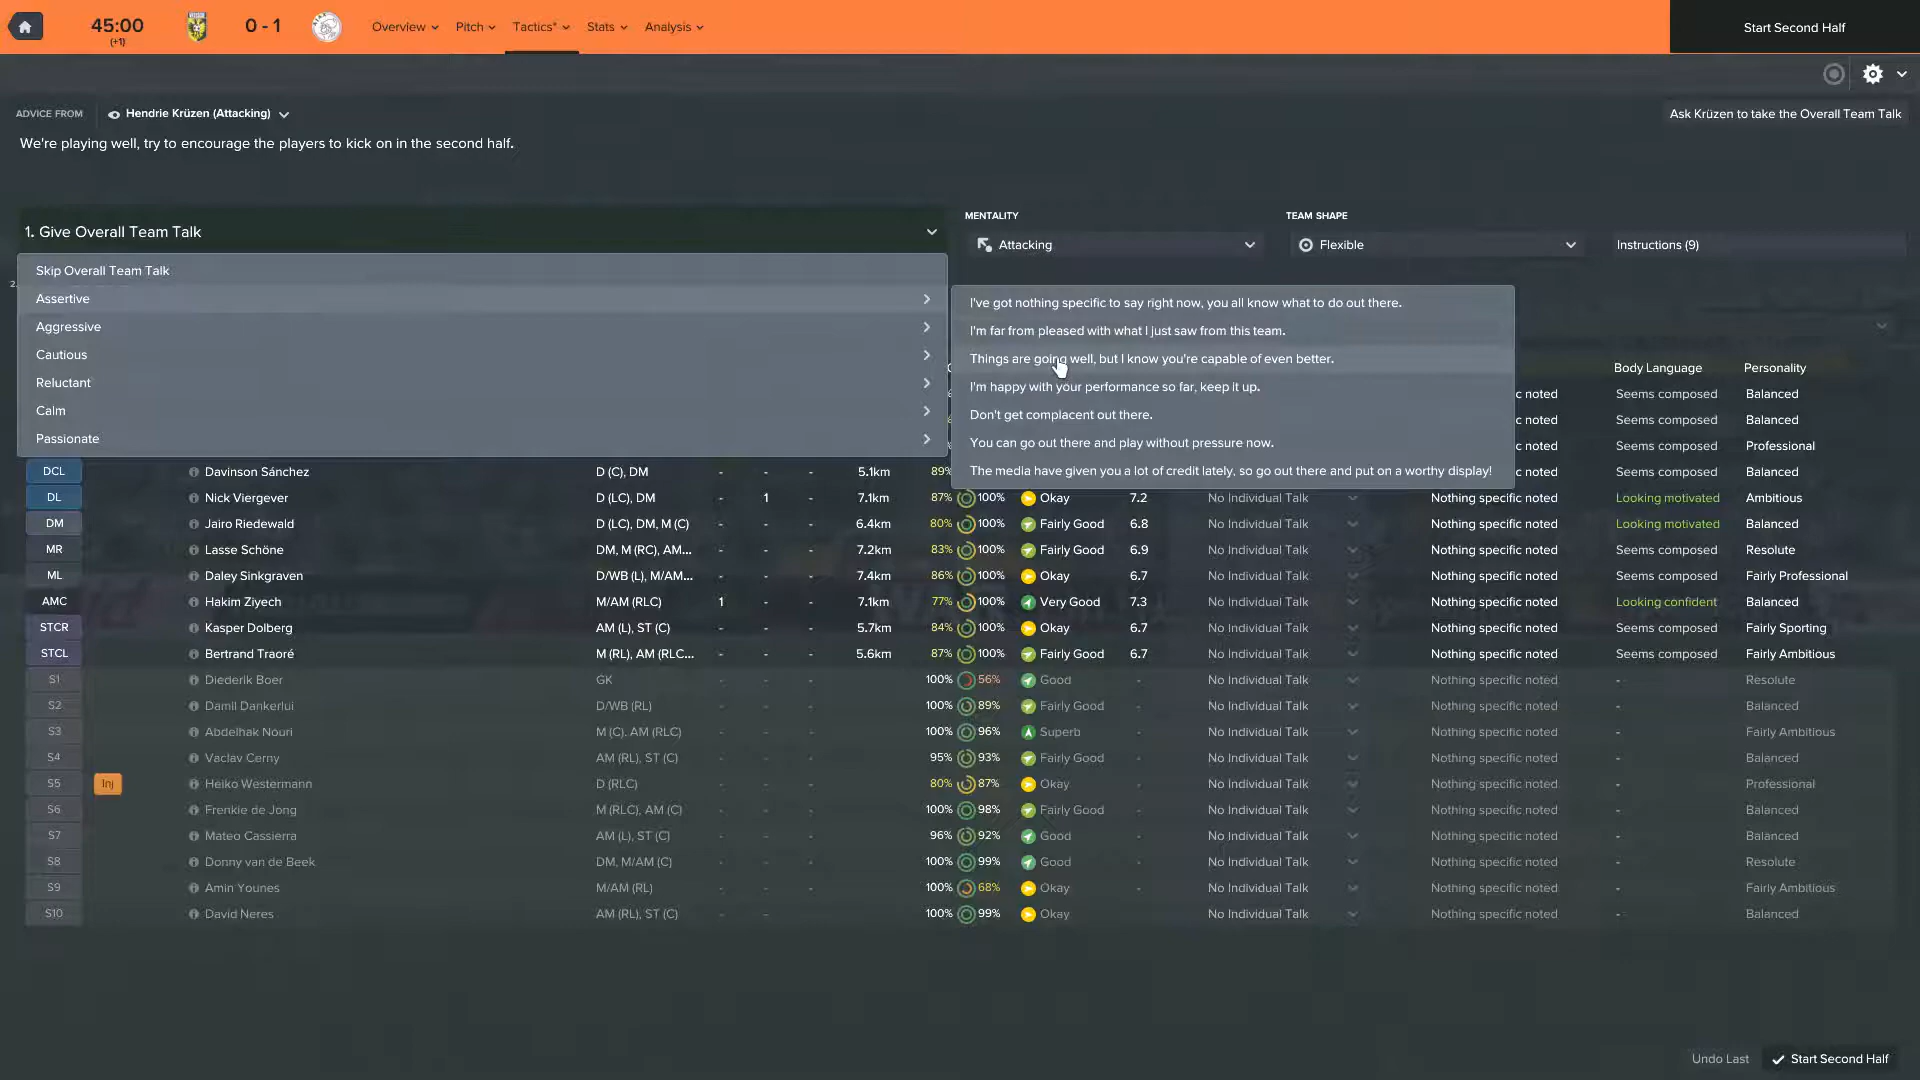 45:00
(+1)
0 - 1
Overview
Pitch
Tactics*
Stats
Analysis
Start Second Half
ADVICE FROM
Hendrie Krüzen (Attacking)
Ask Krüzen to take the Overall Team Talk
We're playing well, try to encourage the players to kick on in the second half.
1. Give Overall Team Talk
MENTALITY
Attacking
TEAM SHAPE
Flexible
Instructions (9)
2.
Skip Overall Team Talk
Assertive
Aggressive
Cautious
Reluctant
Calm
Passionate
I've got nothing specific to say right now, you all know what to do out there.
I'm far from pleased with what I just saw from this team.
Things are going well, but I know you're capable of even better.
I'm happy with your performance so far, keep it up.
Don't get complacent out there.
You can go out there and play without pressure now.
The media have given you a lot of credit lately, so go out there and put on a worthy display!
Body Language Personality
c noted Seems composed Balanced
c noted Seems composed Balanced
c noted Seems composed Professional
DCL Davinson Sánchez D (C), DM - - - 5.1km 89% Seems composed Balanced
DL Nick Viergever D (LC), DM - 1 - 7.1km 87% 100% Okay 7.2 No Individual Talk Nothing specific noted Looking motivated Ambitious
DM Jairo Riedewald D (LC), DM, M (C) - - - 6.4km 80% 100% Fairly Good 6.8 No Individual Talk Nothing specific noted Looking motivated Balanced
MR Lasse Schöne DM, M (RC), AM... - - - 7.2km 83% 100% Fairly Good 6.9 No Individual Talk Nothing specific noted Seems composed Resolute
ML Daley Sinkgraven D/WB (L), M/AM... - - - 7.4km 86% 100% Okay 6.7 No Individual Talk Nothing specific noted Seems composed Fairly Professional
AMC Hakim Ziyech M/AM (RLC) 1 - - 7.1km 77% 100% Very Good 7.3 No Individual Talk Nothing specific noted Looking confident Balanced
STCR Kasper Dolberg AM (L), ST (C) - - - 5.7km 84% 100% Okay 6.7 No Individual Talk Nothing specific noted Seems composed Fairly Sporting
STCL Bertrand Traoré M (RL), AM (RLC... - - - 5.6km 87% 100% Fairly Good 6.7 No Individual Talk Nothing specific noted Seems composed Fairly Ambitious
S1 Diederik Boer GK - - - 100% 56% Good - No Individual Talk Nothing specific noted - Resolute
S2 Damil Dankerlui D/WB (RL) - - - 100% 89% Fairly Good - No Individual Talk Nothing specific noted - Balanced
S3 Abdelhak Nouri M (C), AM (RLC) - - - 100% 96% Superb - No Individual Talk Nothing specific noted - Fairly Ambitious
S4 Vaclav Cerny AM (RL), ST (C) - - - 95% 93% Fairly Good - No Individual Talk Nothing specific noted - Balanced
S5 Inj Heiko Westermann D (RLC) - - - 80% 87% Okay - No Individual Talk Nothing specific noted - Professional
S6 Frenkie de Jong M (RLC), AM (C) - - - 100% 98% Fairly Good - No Individual Talk Nothing specific noted - Balanced
S7 Mateo Cassierra AM (L), ST (C) - - - 96% 92% Good - No Individual Talk Nothing specific noted - Balanced
S8 Donny van de Beek DM, M/AM (C) - - - 100% 99% Good - No Individual Talk Nothing specific noted - Resolute
S9 Amin Younes M/AM (RL) - - - 100% 68% Okay - No Individual Talk Nothing specific noted - Fairly Ambitious
S10 David Neres AM (RL), ST (C) - - 100% 99% Okay - No Individual Talk Nothing specific noted - Balanced
Undo Last
Start Second Half